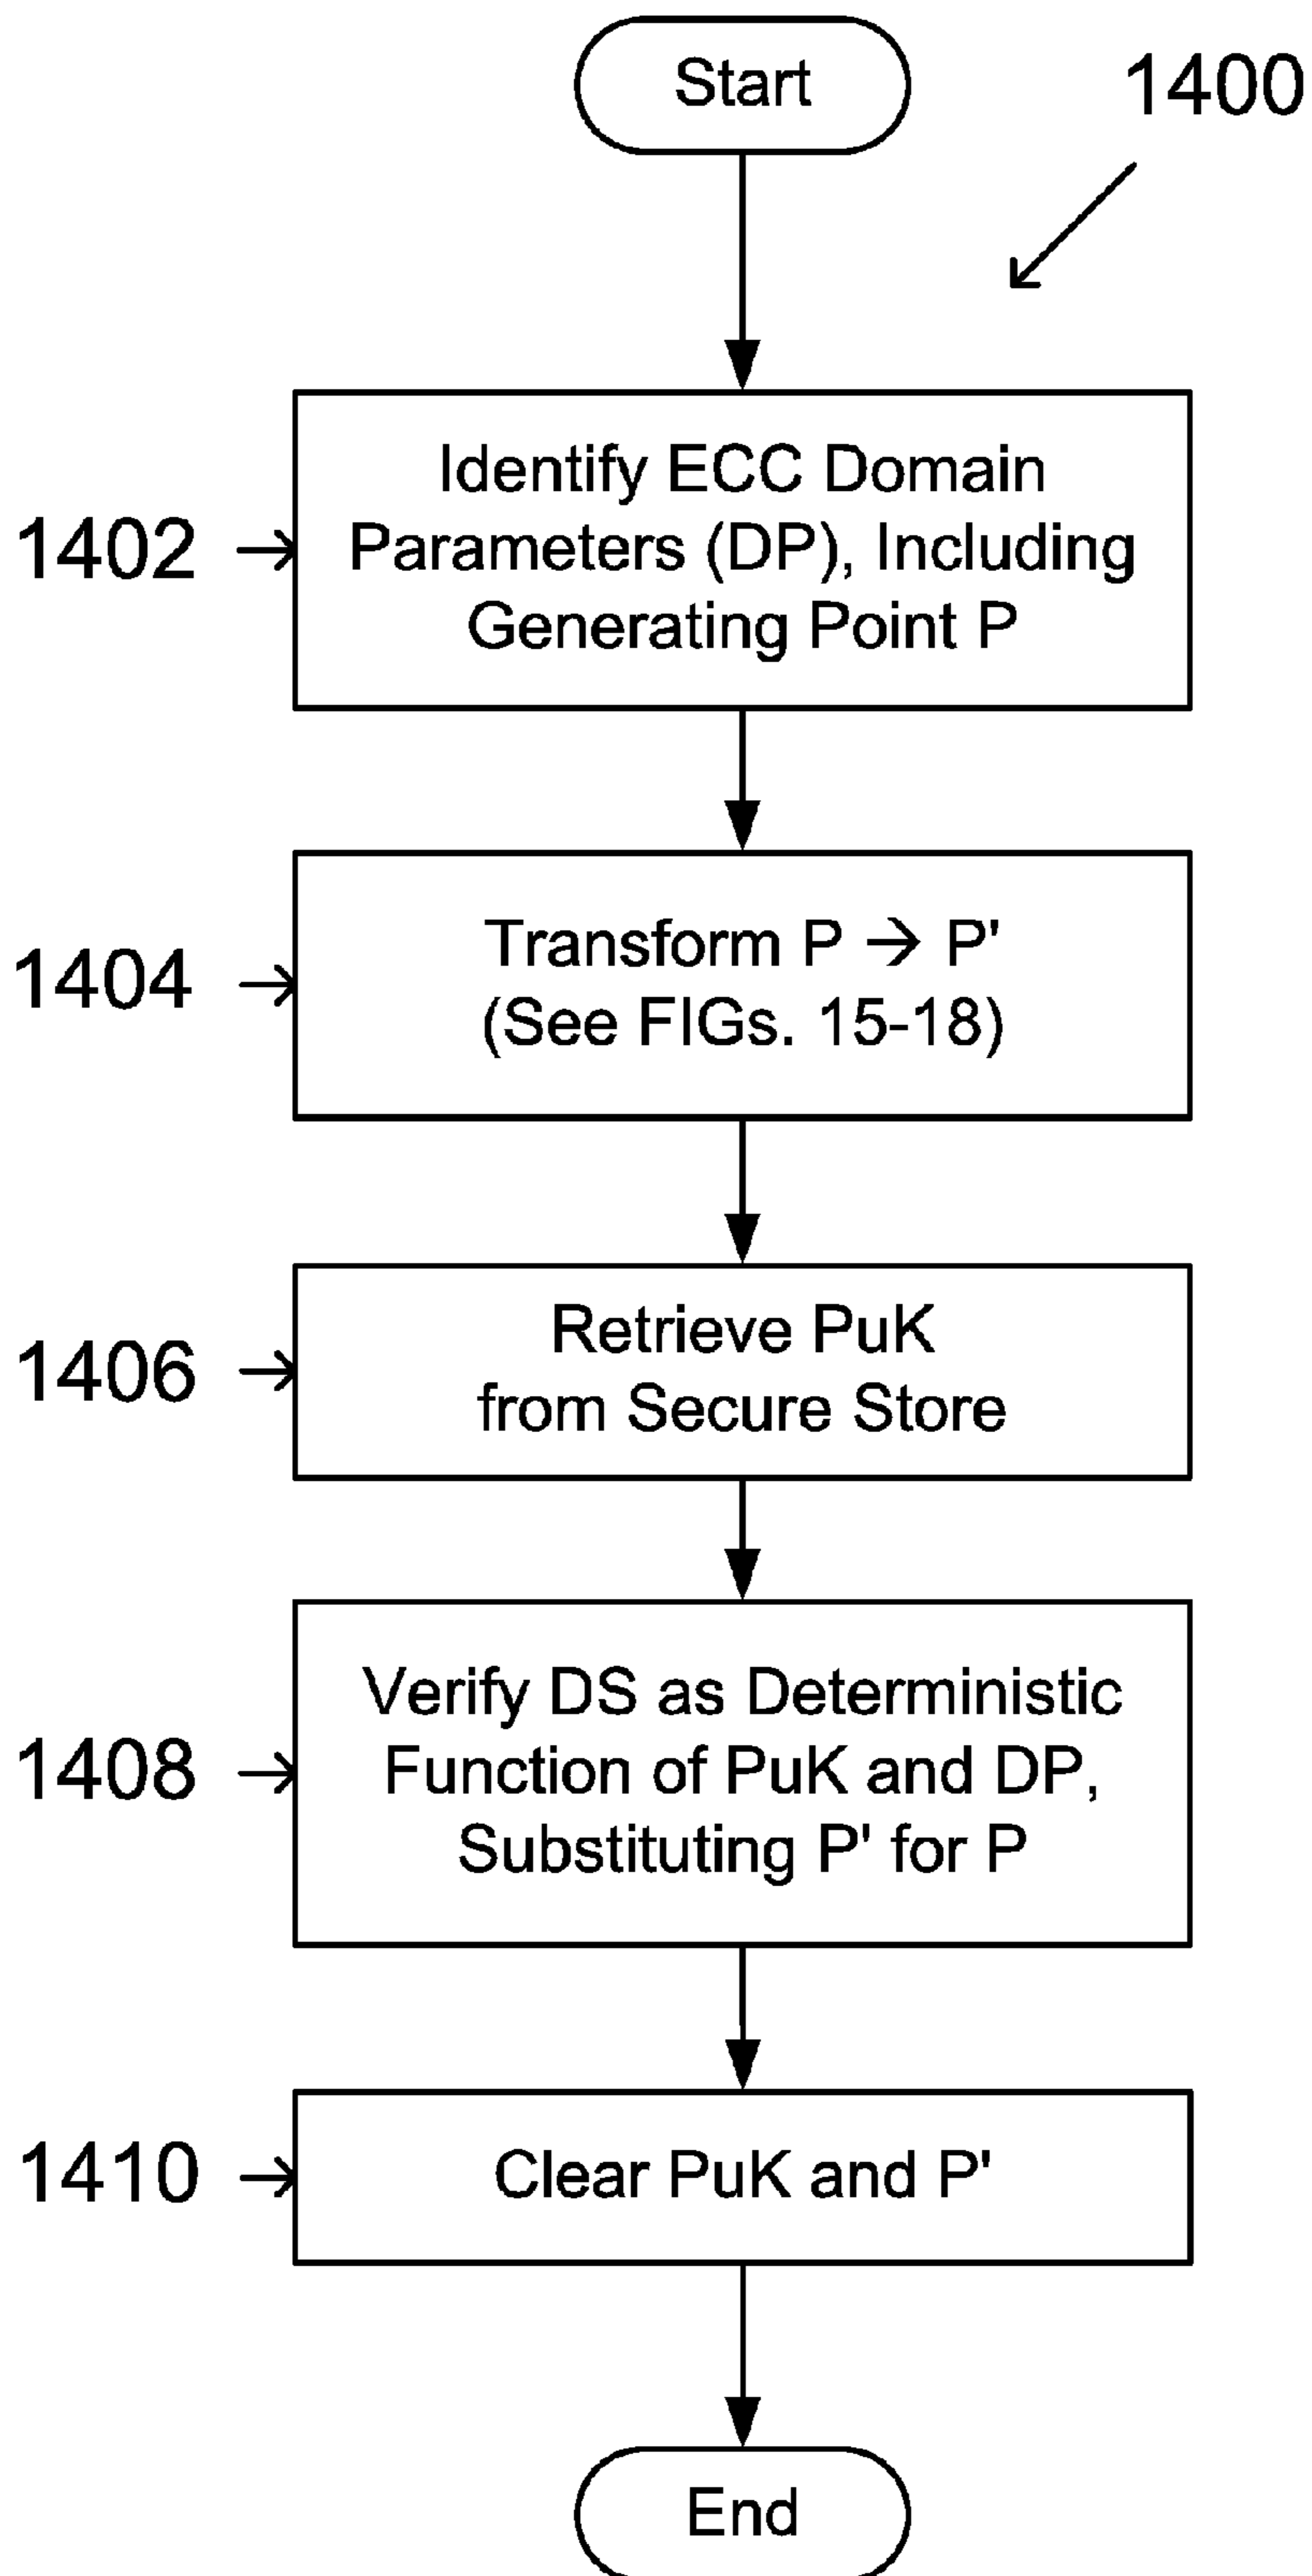 Start
1400
1402
Identify ECC Domain
Parameters (DP), Including
Generating Point P
1404
Transform P → P'
(See FIGs. 15-18)
1406
Retrieve PuK
from Secure Store
1408
Verify DS as Deterministic
Function of PuK and DP,
Substituting P' for P
1410
Clear PuK and P'
End